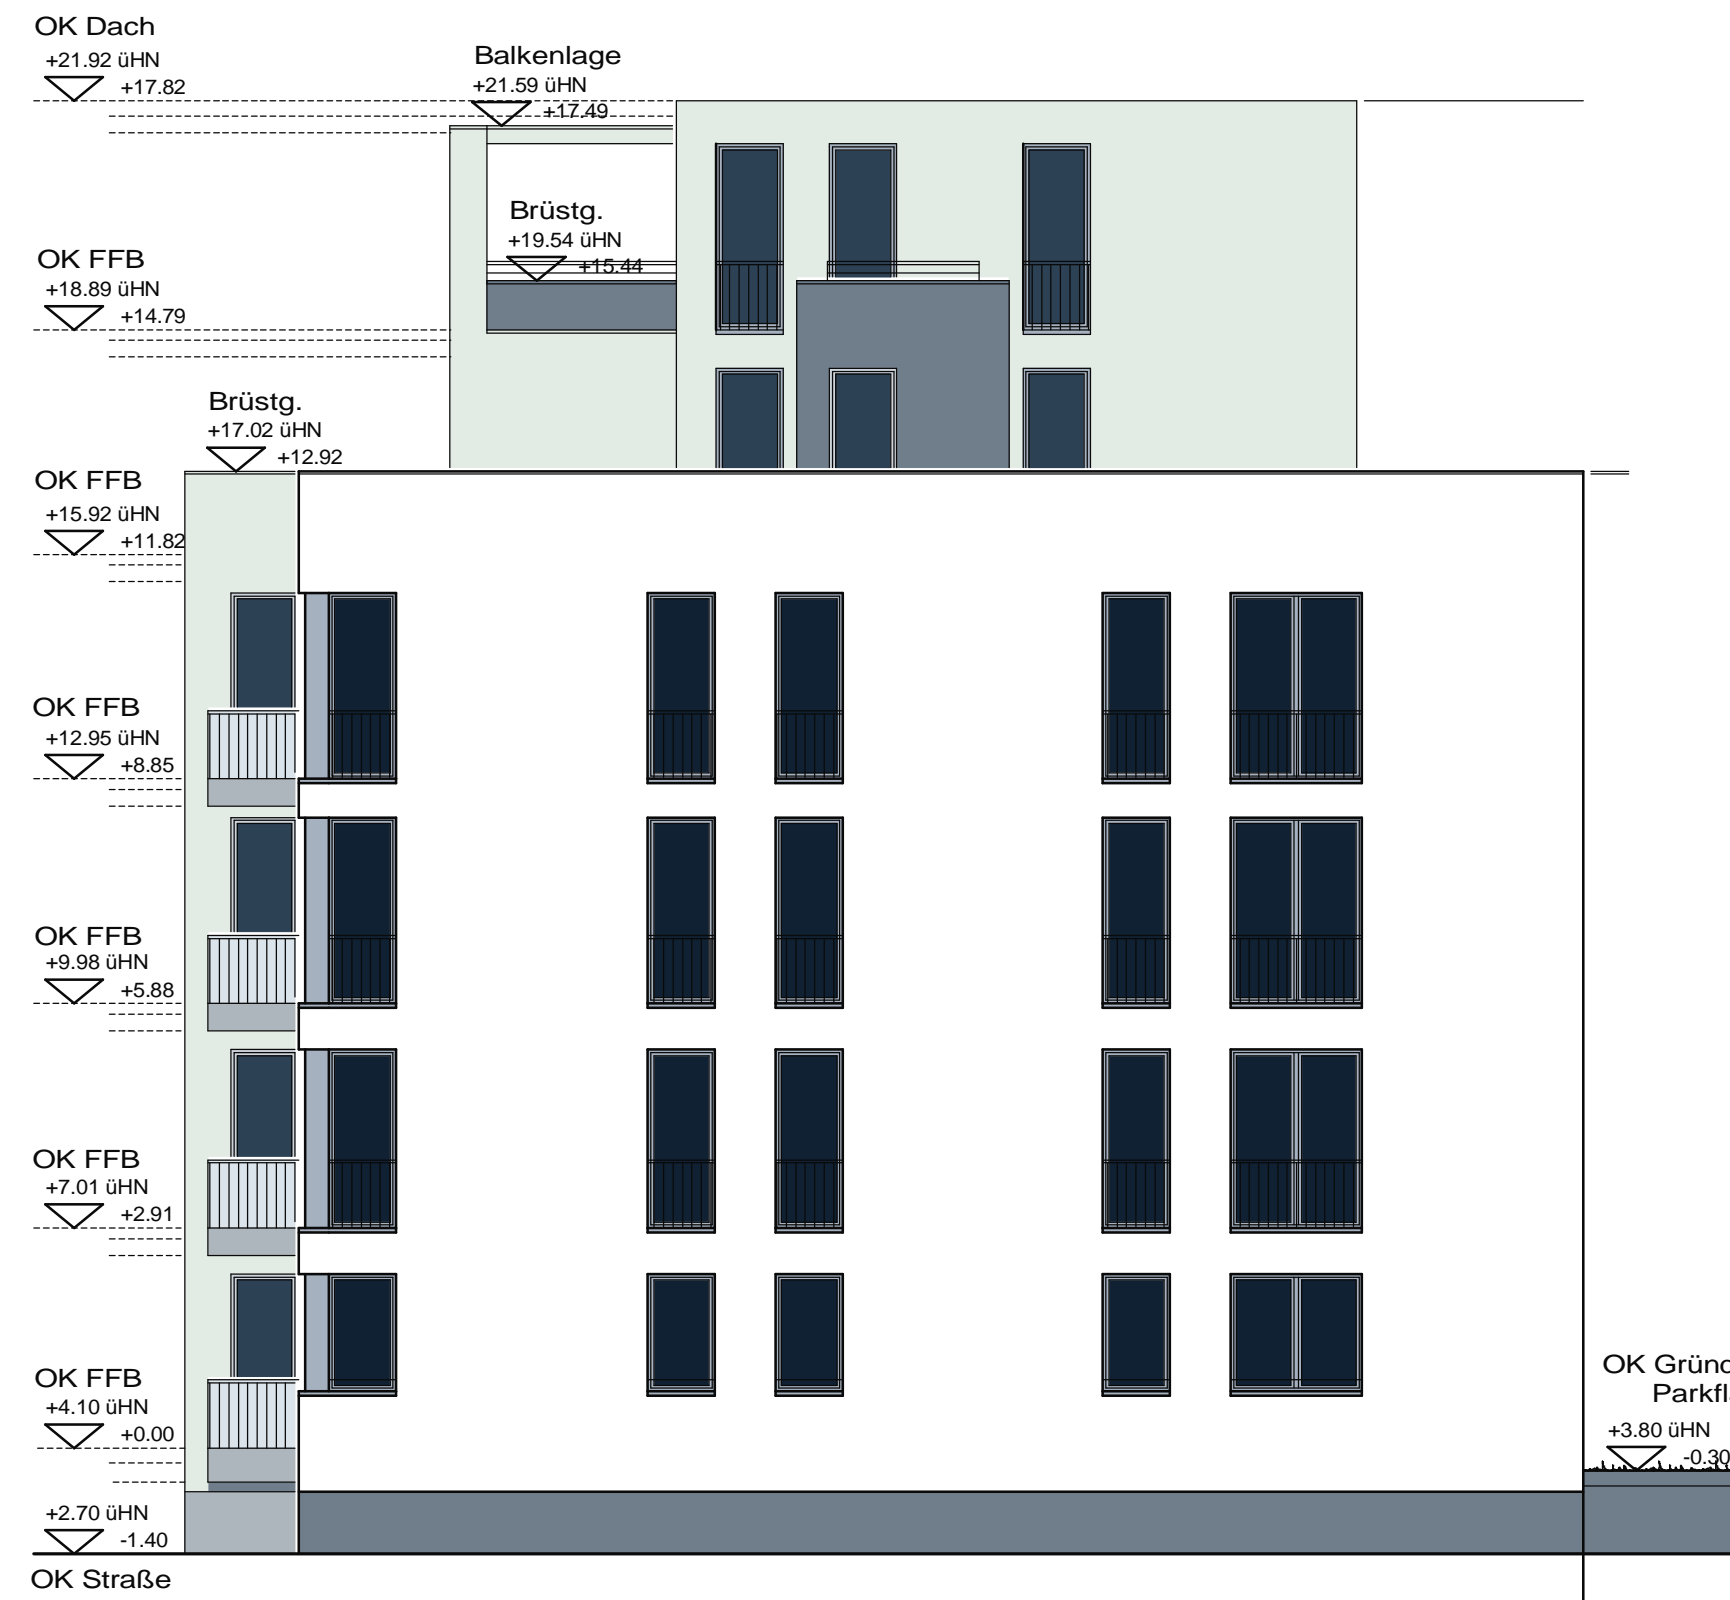 OK Dach
+21.92 üHN
+17.82
Balkenlage
+21.59 üHN
+17.49
Brüstg.
+19.54 üHN
+15.44
OK FFB
+18.89 üHN
+14.79
Brüstg.
+17.02 üHN
+12.92
OK FFB
+15.92 üHN
+11.82
OK FFB
+12.95 üHN
+8.85
OK FFB
+9.98 üHN
+5.88
OK FFB
+7.01 üHN
+2.91
OK FFB
+4.10 üHN
+0.00
OK
+3.80 üHN
-0.30
+2.70 üHN
-1.40
OK Straße